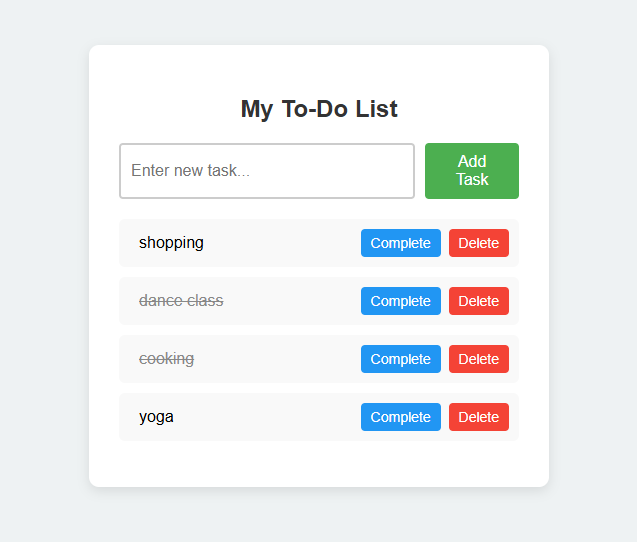 My To-Do List
Enter new task...
Add
Task
shopping Complete Delete
dance class Complete Delete
cooking Complete Delete
yoga Complete Delete